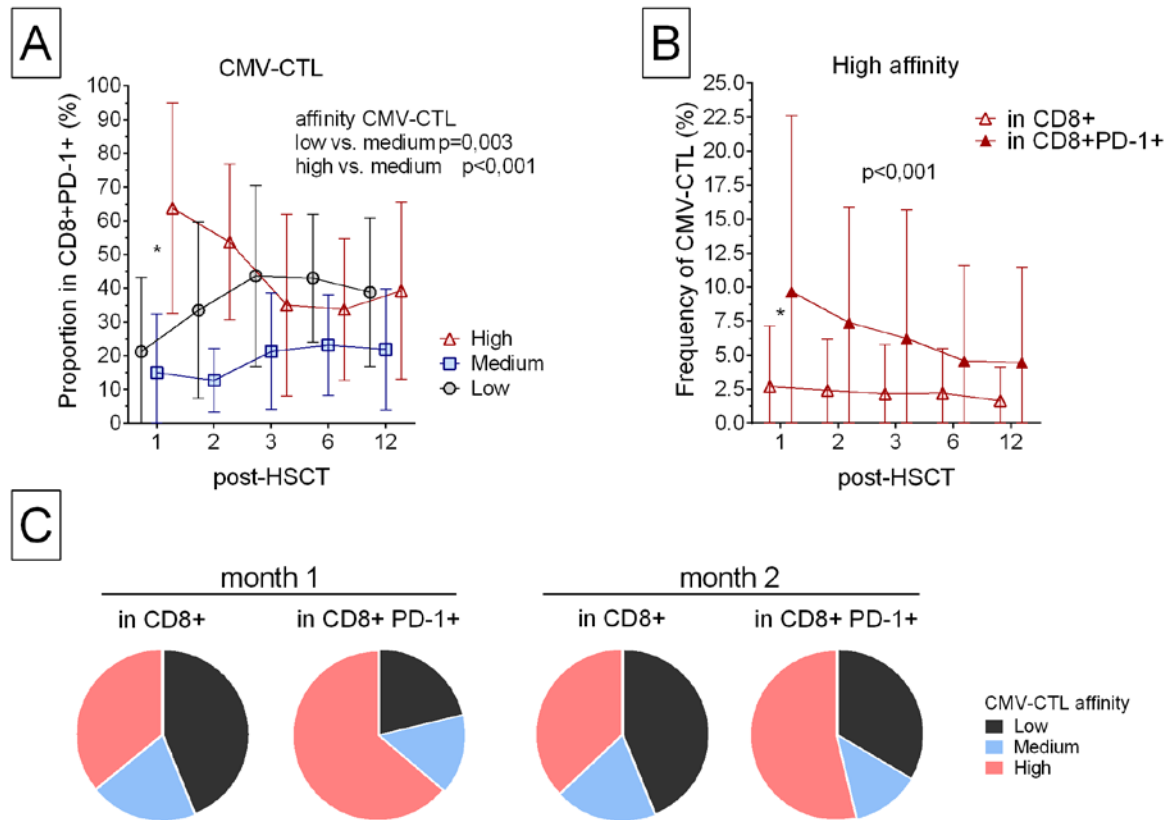 A
CMV-CTL
Proportion in CD8+PD-1+ (%)
100
90
80
70
60
50
40
30
20
10
0
affinity CMV-CTL
low vs. medium p=0,003
high vs. medium p<0,001
*
High
Medium
Low
1 2 3 6 12
post-HSCT
B
High affinity
Frequency of CMV-CTL (%)
25.0
22.5
20.0
17.5
15.0
12.5
10.0
7.5
5.0
2.5
0.0
in CD8+
in CD8+PD-1+
p<0,001
*
1 2 3 6 12
post-HSCT
C
month 1
in CD8+ in CD8+ PD-1+
month 2
in CD8+ in CD8+ PD-1+
CMV-CTL affinity
Low
Medium
High